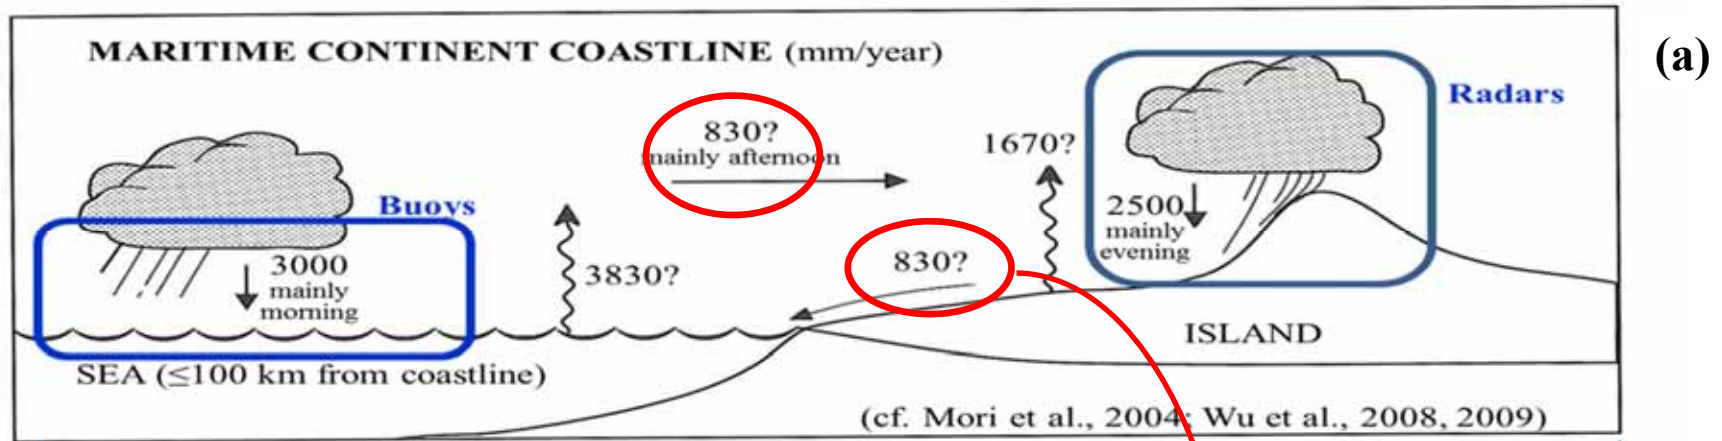 MARITIME CONTINENT COASTLINE (mm/year)
(a)
Radars
830?
mainly afternoon
1670?
Buoys
2500
mainly
evening
830?
3000
mainly
morning
3830?
ISLAND
SEA (≤100 km from coastline)
(cf. Mori et al., 2004; Wu et al., 2008, 2009)